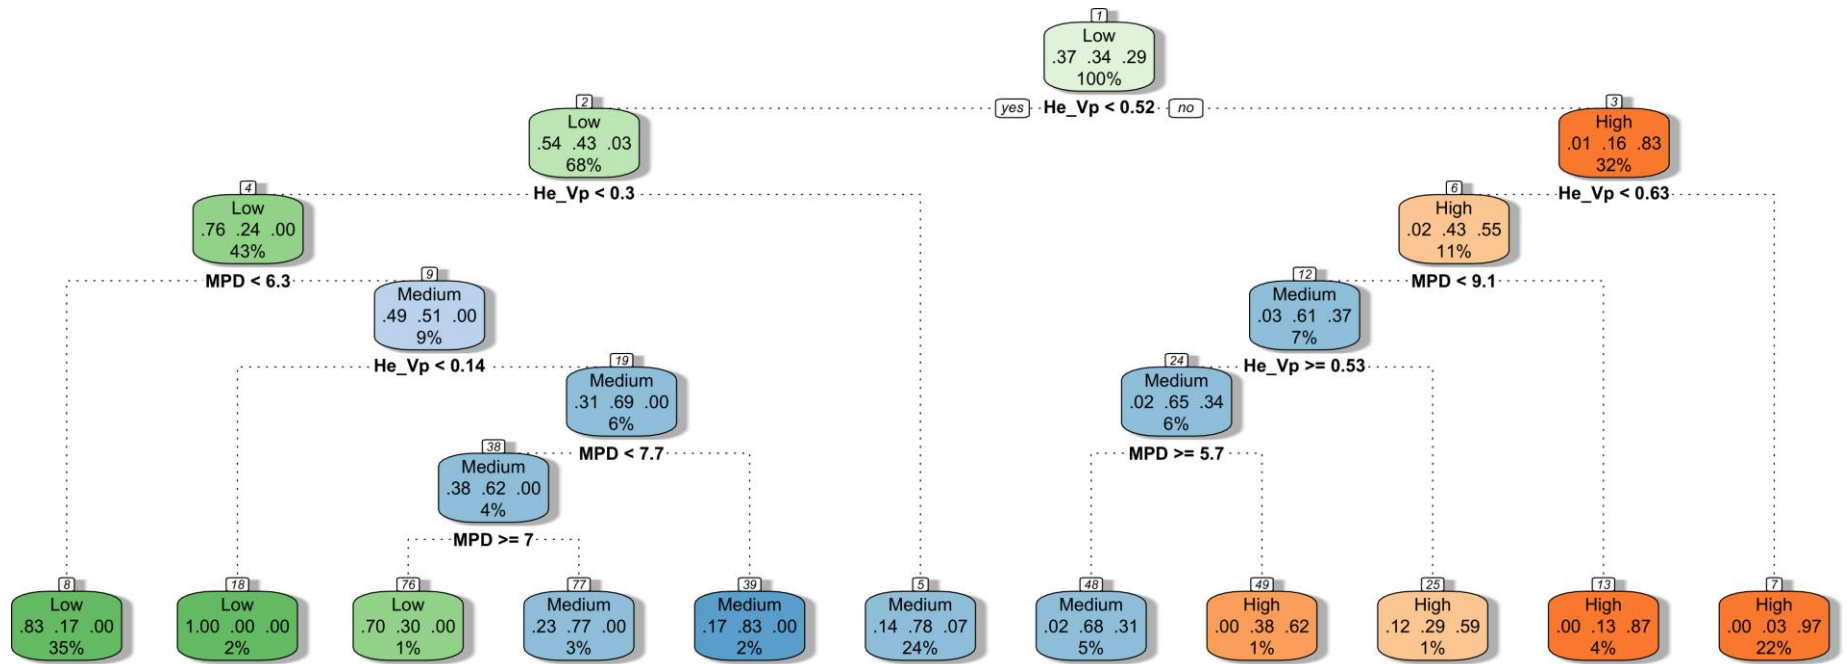 1
Low
.37 .34 .29
100%
yes He_Vp < 0.52 no
2
Low
.54 .43 .03
68%
He_Vp < 0.3
3
High
.01 .16 .83
32%
He_Vp < 0.63
4
Low
.76 .24 .00
43%
MPD < 6.3
6
High
.02 .43 .55
11%
MPD < 9.1
9
Medium
.49 .51 .00
9%
He_Vp < 0.14
12
Medium
.03 .61 .37
7%
He_Vp >= 0.53
19
Medium
.31 .69 .00
6%
MPD < 7.7
24
Medium
.02 .65 .34
6%
MPD >= 5.7
38
Medium
.38 .62 .00
4%
MPD >= 7
8
Low
.83 .17 .00
35%
18
Low
1.00 .00 .00
2%
76
Low
.70 .30 .00
1%
77
Medium
.23 .77 .00
3%
39
Medium
.17 .83 .00
2%
5
Medium
.14 .78 .07
24%
48
Medium
.02 .68 .31
5%
49
High
.00 .38 .62
1%
25
High
.12 .29 .59
1%
13
High
.00 .13 .87
4%
7
High
.00 .03 .97
22%